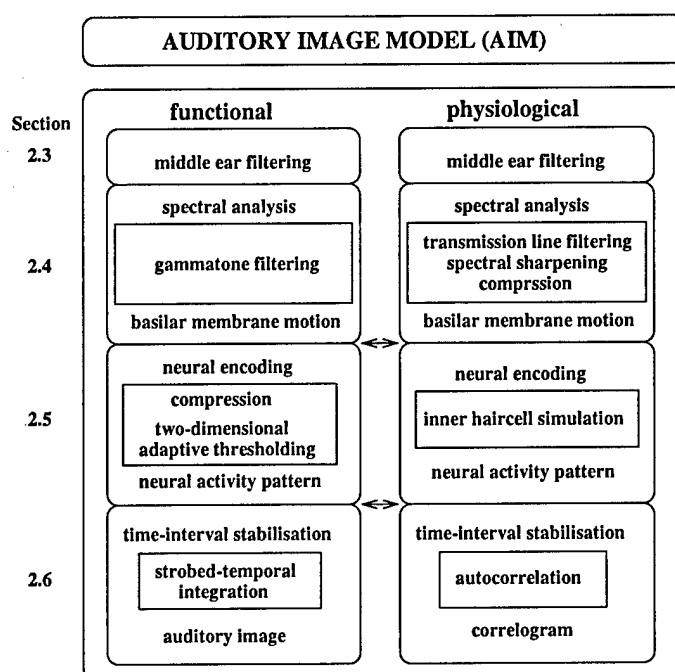 AUDITORY IMAGE MODEL (AIM)
Section
functional
physiological
2.3
middle ear filtering
middle ear filtering
2.4
spectral analysis
gammatone filtering
basilar membrane motion
spectral analysis
transmission line filtering
spectral sharpening
comprssion
basilar membrane motion
2.5
neural encoding
compression
two-dimensional
adaptive thresholding
neural activity pattern
neural encoding
inner haircell simulation
neural activity pattern
2.6
time-interval stabilisation
strobed-temporal
integration
auditory image
time-interval stabilisation
autocorrelation
correlogram